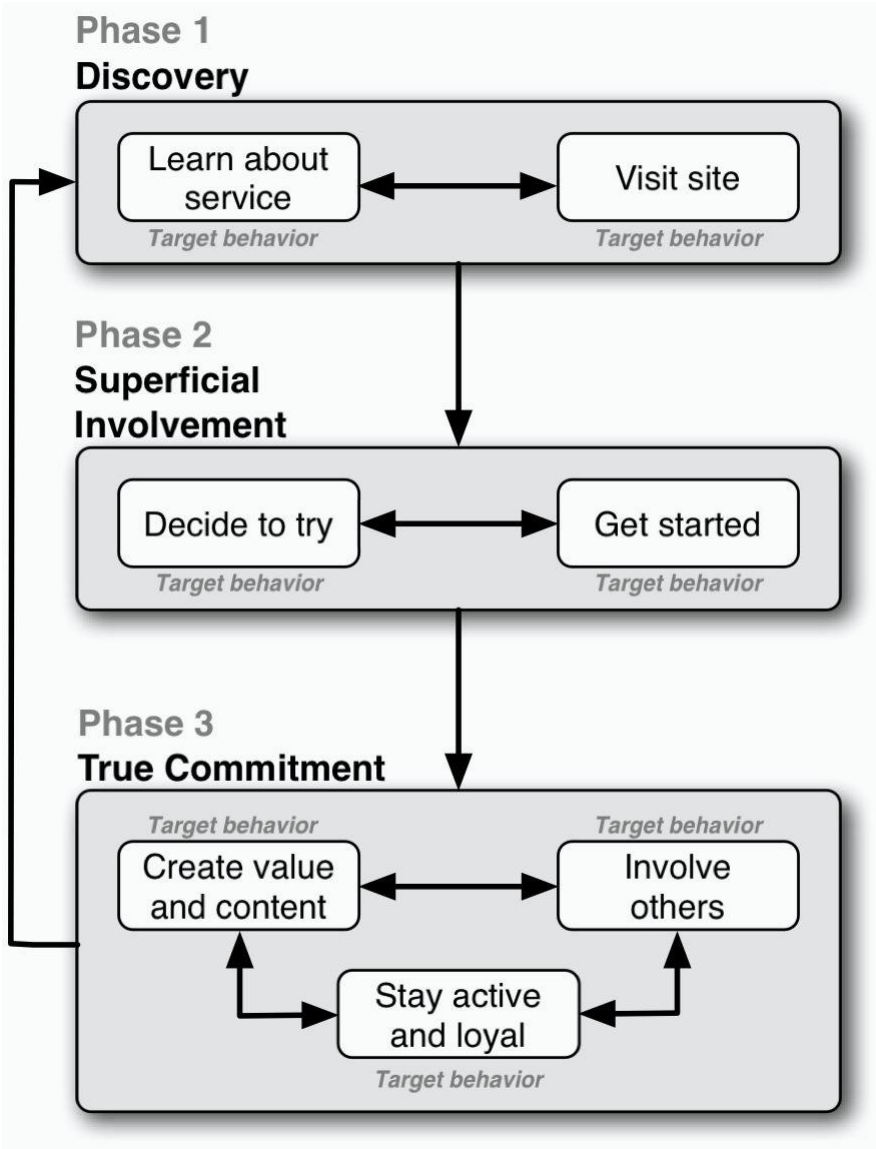 Phase 1
Discovery
Learn about
service
Visit site
Target behavior
Target behavior
Phase 2
Superficial
Involvement
Decide to try
Get started
Target behavior
Target behavior
Phase 3
True Commitment
Target behavior
Target behavior
Create value
and content
Involve
others
Stay active
and loyal
Target behavior